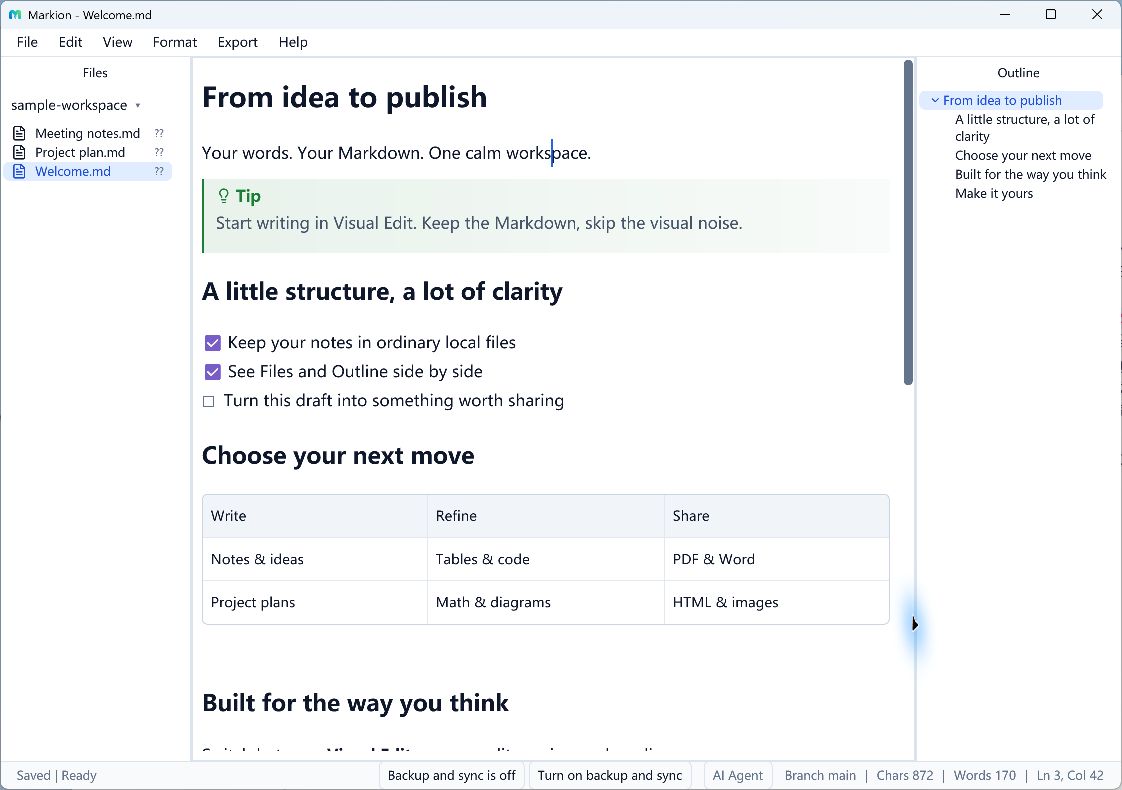 Markion - Welcome.md
File Edit View Format Export Help
Files
sample-workspace
Meeting notes.md ??
Project plan.md ??
Welcome.md ??
From idea to publish
Your words. Your Markdown. One calm workspace.
Tip
Start writing in Visual Edit. Keep the Markdown, skip the visual noise.
A little structure, a lot of clarity
Keep your notes in ordinary local files
See Files and Outline side by side
Turn this draft into something worth sharing
Choose your next move
Write Refine Share
Notes & ideas Tables & code PDF & Word
Project plans Math & diagrams HTML & images
Built for the way you think
Outline
From idea to publish
A little structure, a lot of
clarity
Choose your next move
Built for the way you think
Make it yours
Saved | Ready Backup and sync is off Turn on backup and sync AI Agent Branch main | Chars 872 | Words 170 | Ln 3, Col 42